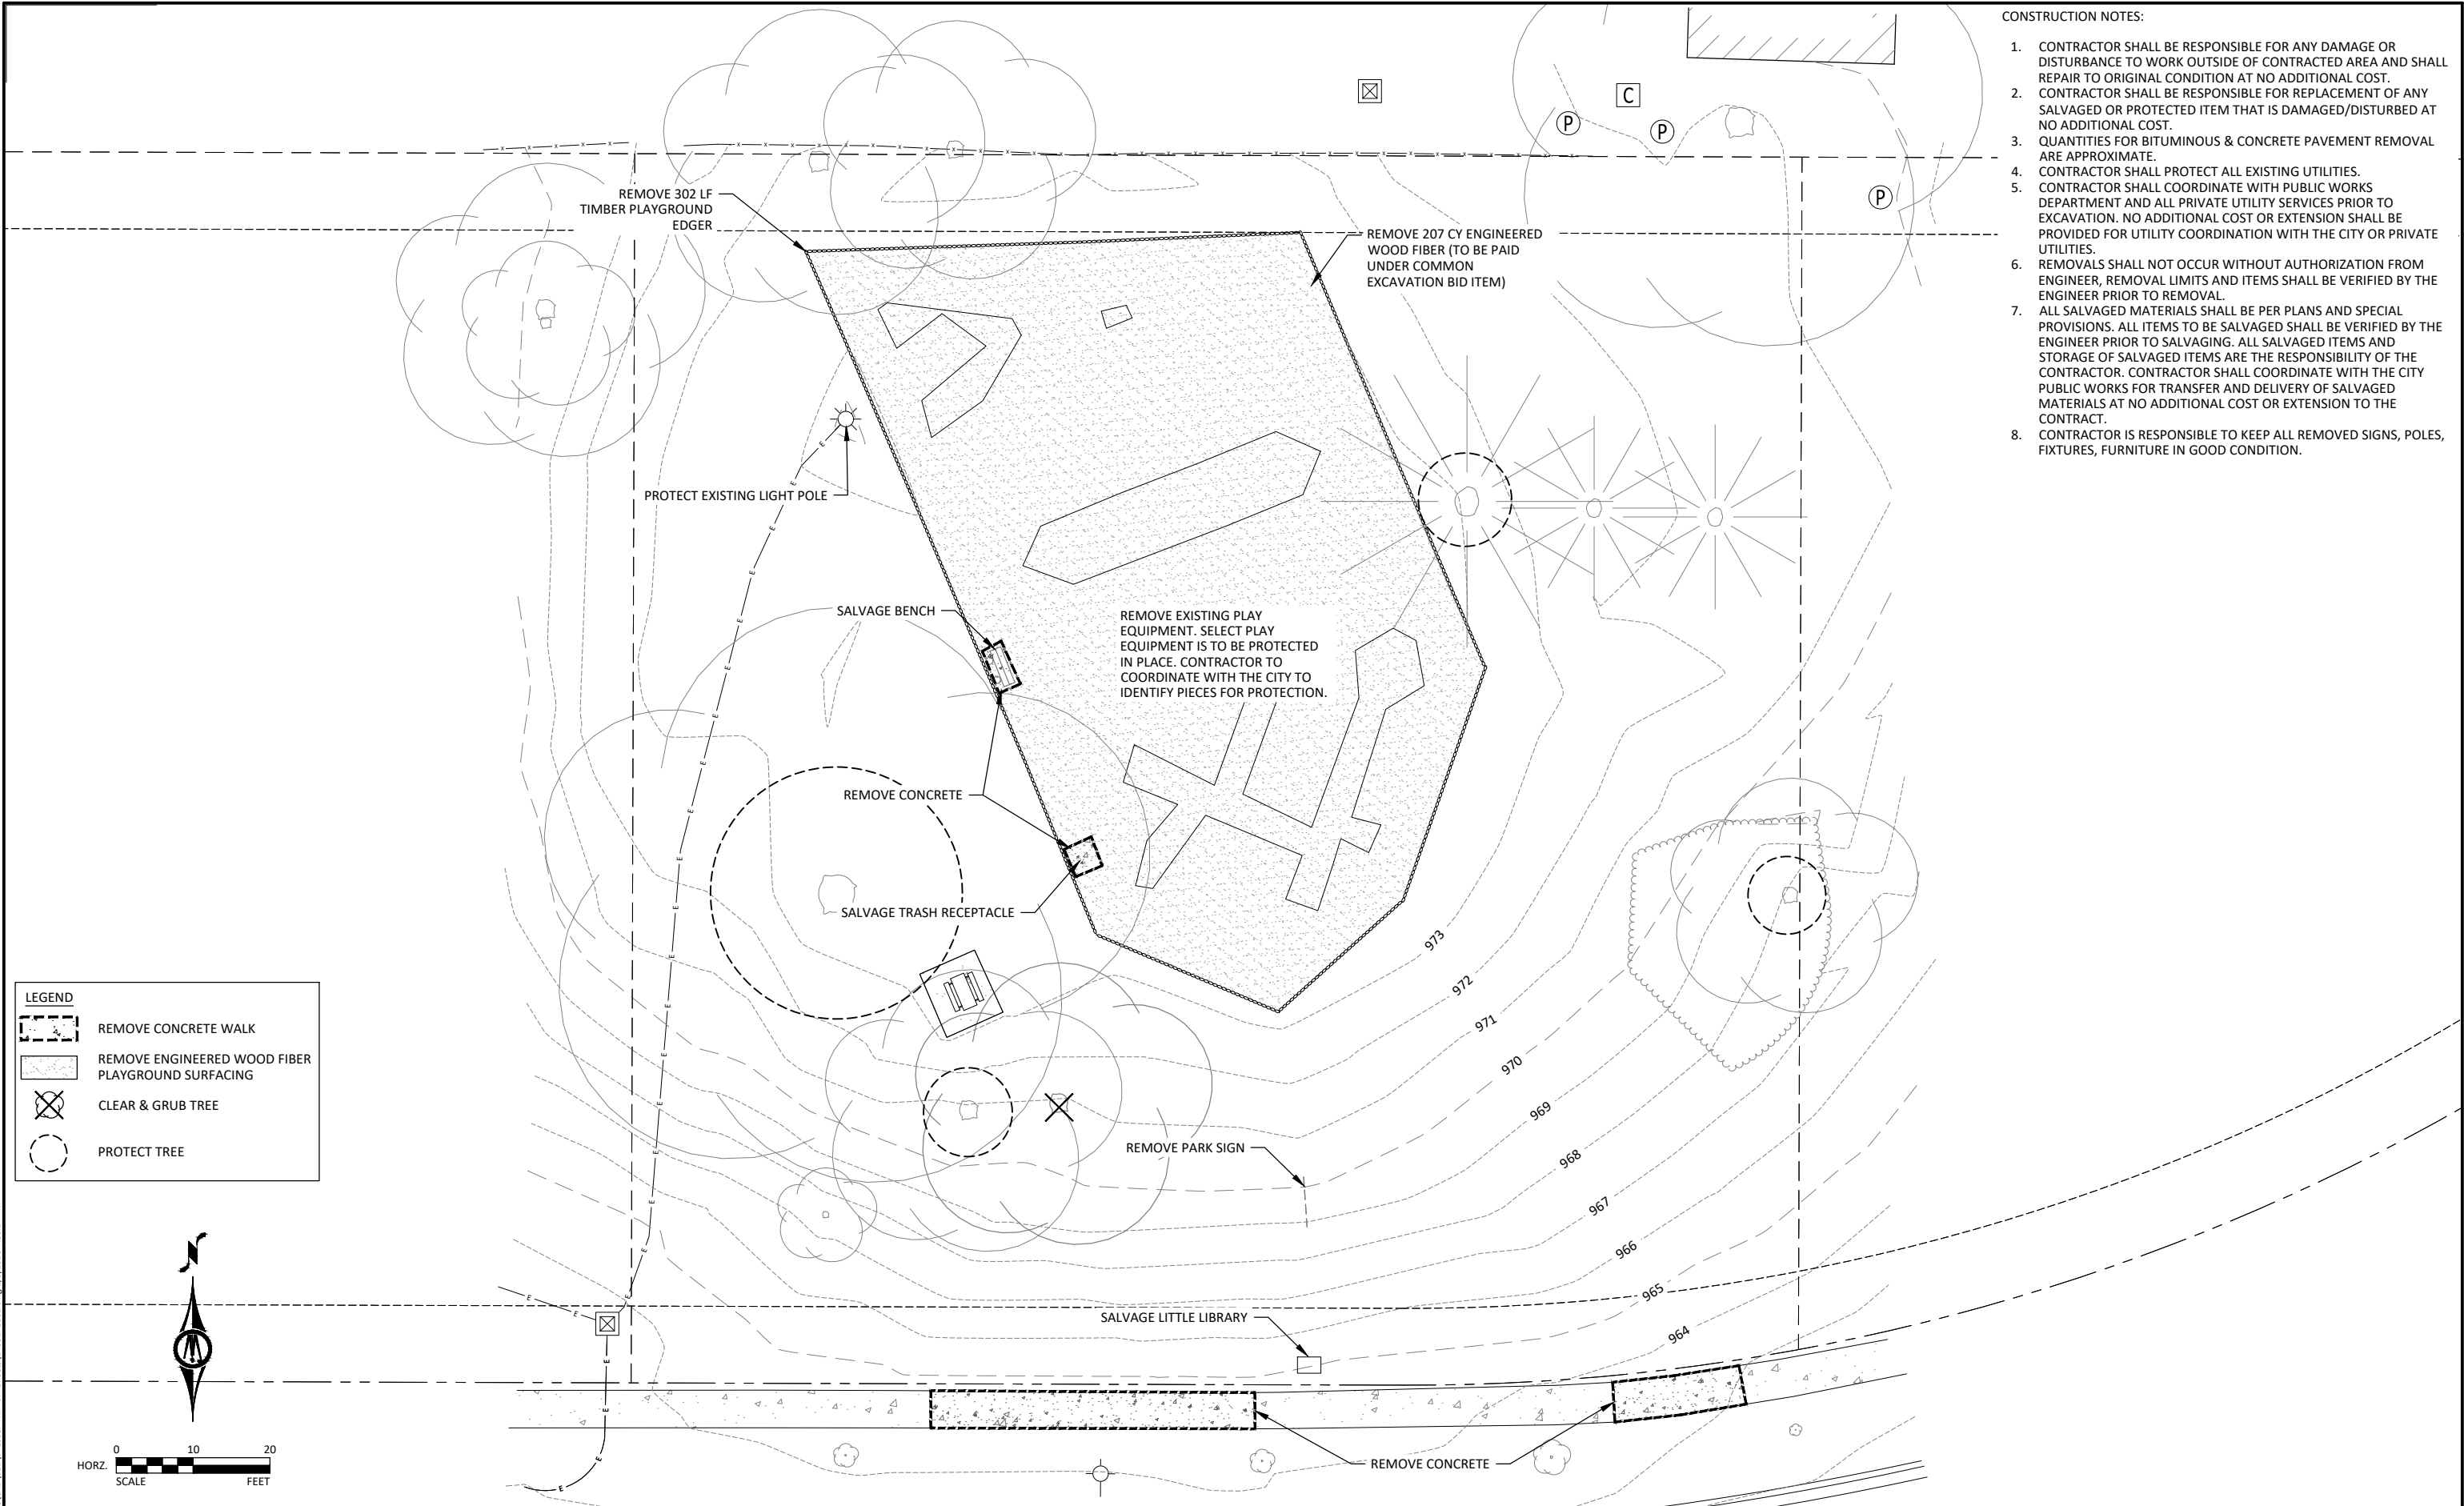 CONSTRUCTION NOTES:
1. CONTRACTOR SHALL BE RESPONSIBLE FOR ANY DAMAGE OR
DISTURBANCE TO WORK OUTSIDE OF CONTRACTED AREA AND SHALL
REPAIR TO ORIGINAL CONDITION AT NO ADDITIONAL COST.
2. CONTRACTOR SHALL BE RESPONSIBLE FOR REPLACEMENT OF ANY
SALVAGED OR PROTECTED ITEM THAT IS DAMAGED/DISTURBED AT
NO ADDITIONAL COST.
3. QUANTITIES FOR BITUMINOUS & CONCRETE PAVEMENT REMOVAL
ARE APPROXIMATE.
4. CONTRACTOR SHALL PROTECT ALL EXISTING UTILITIES.
5. CONTRACTOR SHALL COORDINATE WITH PUBLIC WORKS
DEPARTMENT AND ALL PRIVATE UTILITY SERVICES PRIOR TO
EXCAVATION. NO ADDITIONAL COST OR EXTENSION SHALL BE
PROVIDED FOR UTILITY COORDINATION WITH THE CITY OR PRIVATE
UTILITIES.
6. REMOVALS SHALL NOT OCCUR WITHOUT AUTHORIZATION FROM
ENGINEER, REMOVAL LIMITS AND ITEMS SHALL BE VERIFIED BY THE
ENGINEER PRIOR TO REMOVAL.
7. ALL SALVAGED MATERIALS SHALL BE PER PLANS AND SPECIAL
PROVISIONS. ALL ITEMS TO BE SALVAGED SHALL BE VERIFIED BY THE
ENGINEER PRIOR TO SALVAGING. ALL SALVAGED ITEMS AND
STORAGE OF SALVAGED ITEMS ARE THE RESPONSIBILITY OF THE
CONTRACTOR. CONTRACTOR SHALL COORDINATE WITH THE CITY
PUBLIC WORKS FOR TRANSFER AND DELIVERY OF SALVAGED
MATERIALS AT NO ADDITIONAL COST OR EXTENSION TO THE
CONTRACT.
8. CONTRACTOR IS RESPONSIBLE TO KEEP ALL REMOVED SIGNS, POLES,
FIXTURES, FURNITURE IN GOOD CONDITION.
C
P
P
P
REMOVE 302 LF
TIMBER PLAYGROUND
EDGER
REMOVE 207 CY ENGINEERED
WOOD FIBER (TO BE PAID
UNDER COMMON
EXCAVATION BID ITEM)
PROTECT EXISTING LIGHT POLE
SALVAGE BENCH
REMOVE EXISTING PLAY
EQUIPMENT. SELECT PLAY
EQUIPMENT IS TO BE PROTECTED
IN PLACE. CONTRACTOR TO
COORDINATE WITH THE CITY TO
IDENTIFY PIECES FOR PROTECTION.
REMOVE CONCRETE
SALVAGE TRASH RECEPTACLE
973
972
971
970
969
968
967
966
965
964
REMOVE PARK SIGN
SALVAGE LITTLE LIBRARY
REMOVE CONCRETE
LEGEND
REMOVE CONCRETE WALK
REMOVE ENGINEERED WOOD FIBER
PLAYGROUND SURFACING
CLEAR & GRUB TREE
PROTECT TREE
N
0 10 20
HORZ.
SCALE FEET